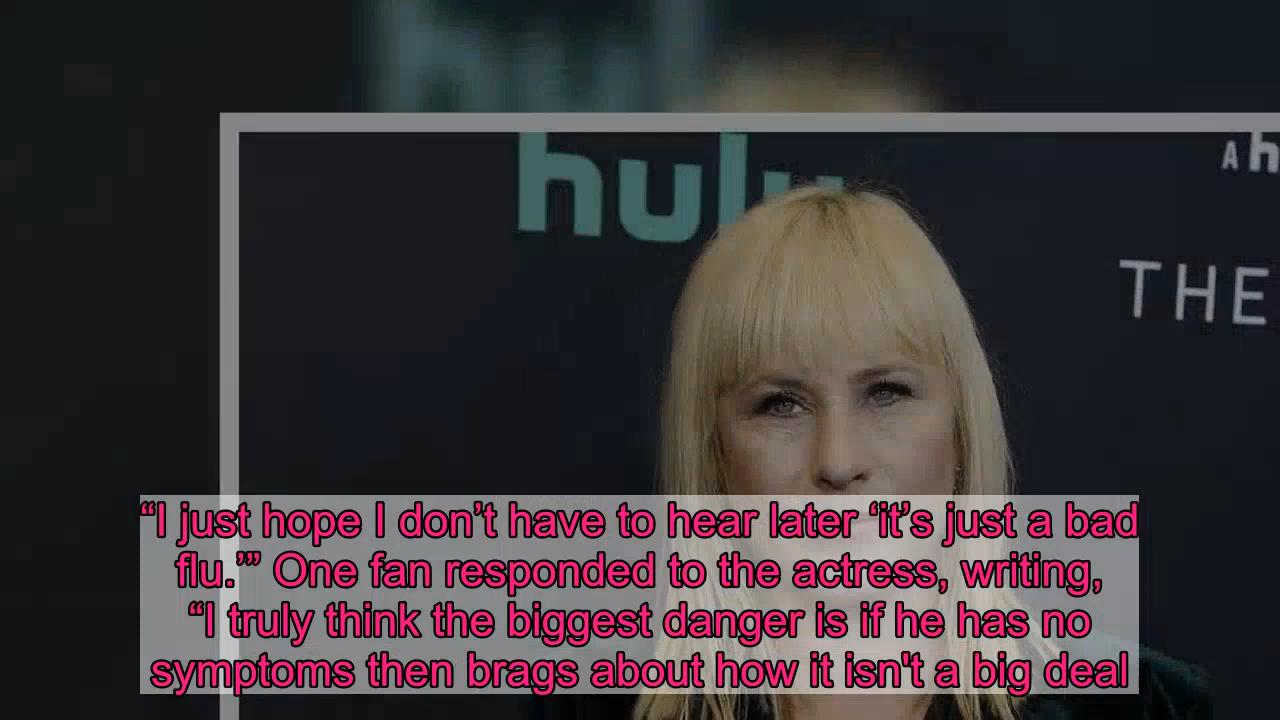 hulu
A h
THE
“I just hope I don’t have to hear later ‘it’s just a bad
flu.’” One fan responded to the actress, writing,
“I truly think the biggest danger is if he has no
symptoms then brags about how it isn't a big deal